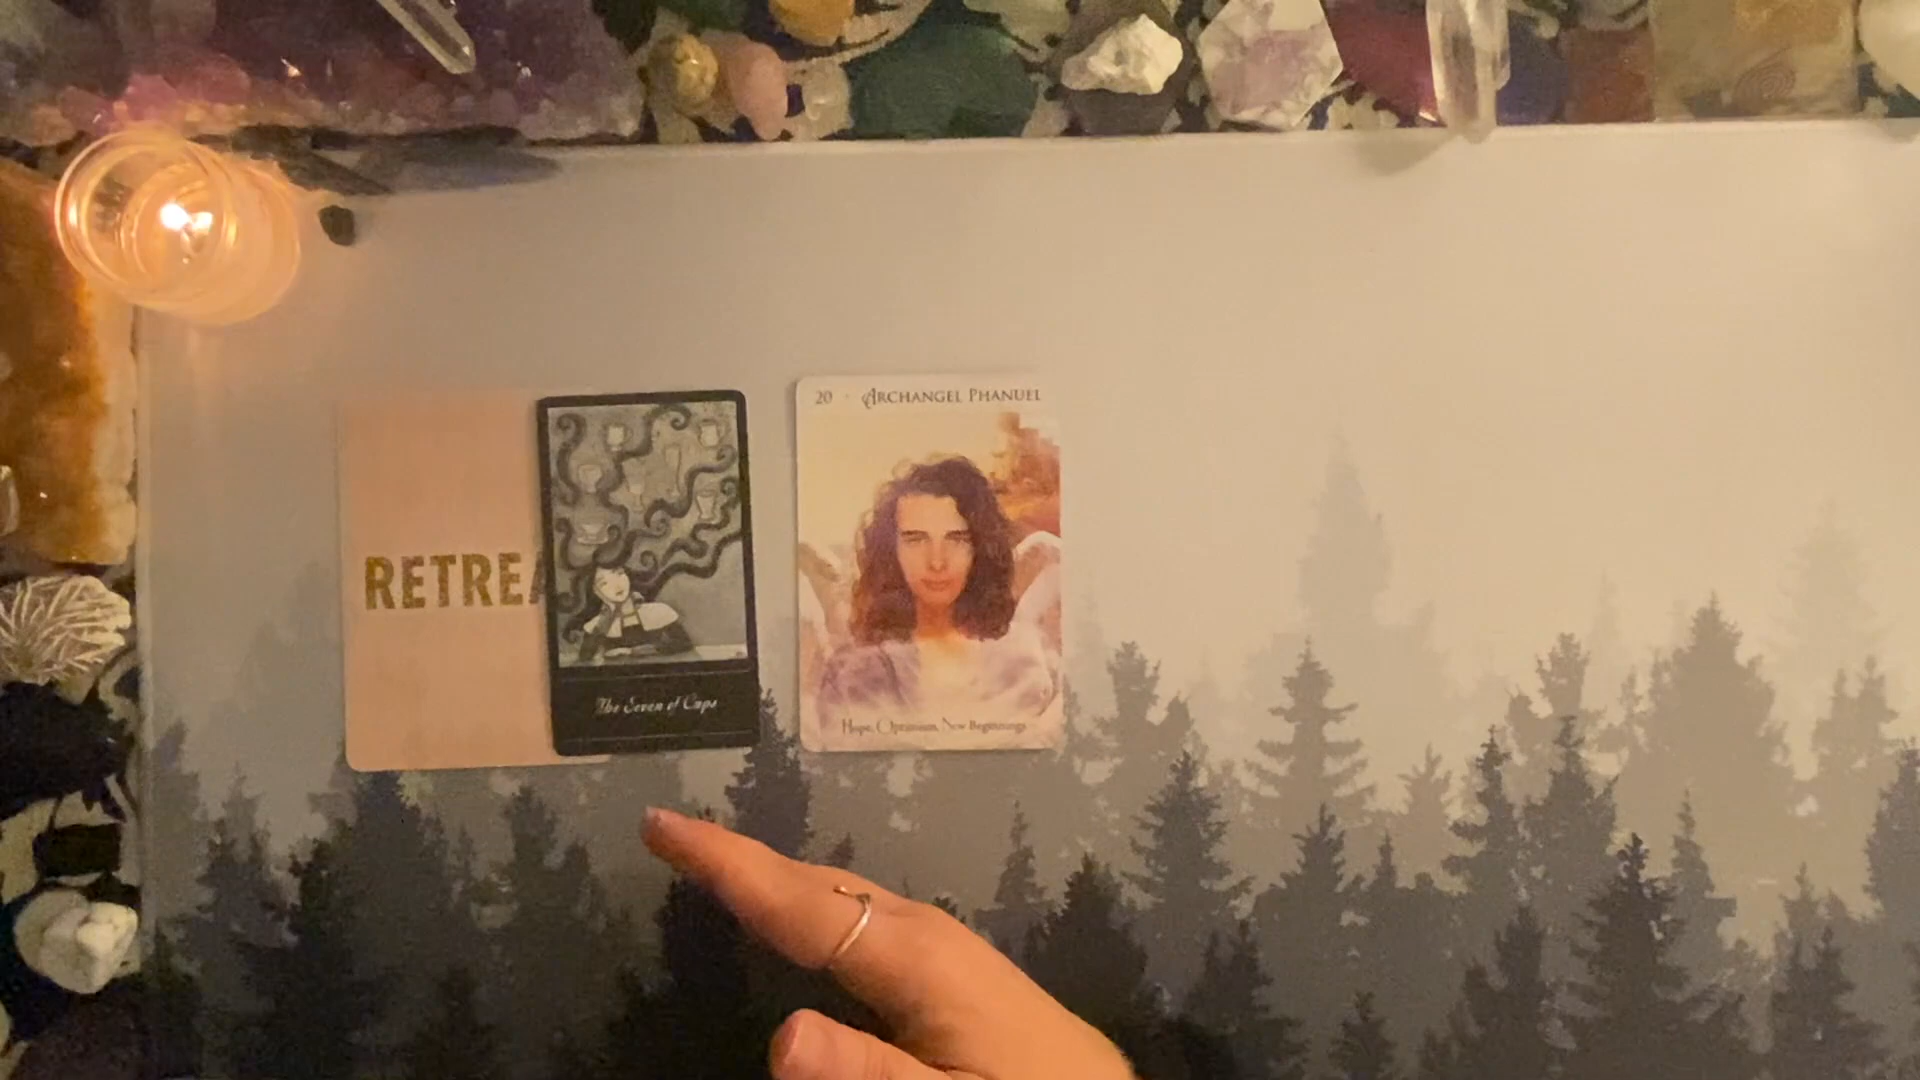 RETREA
The Seven of Cups
20 · ARCHANGEL PHANUEL
Hope, Optimism, New Beginnings